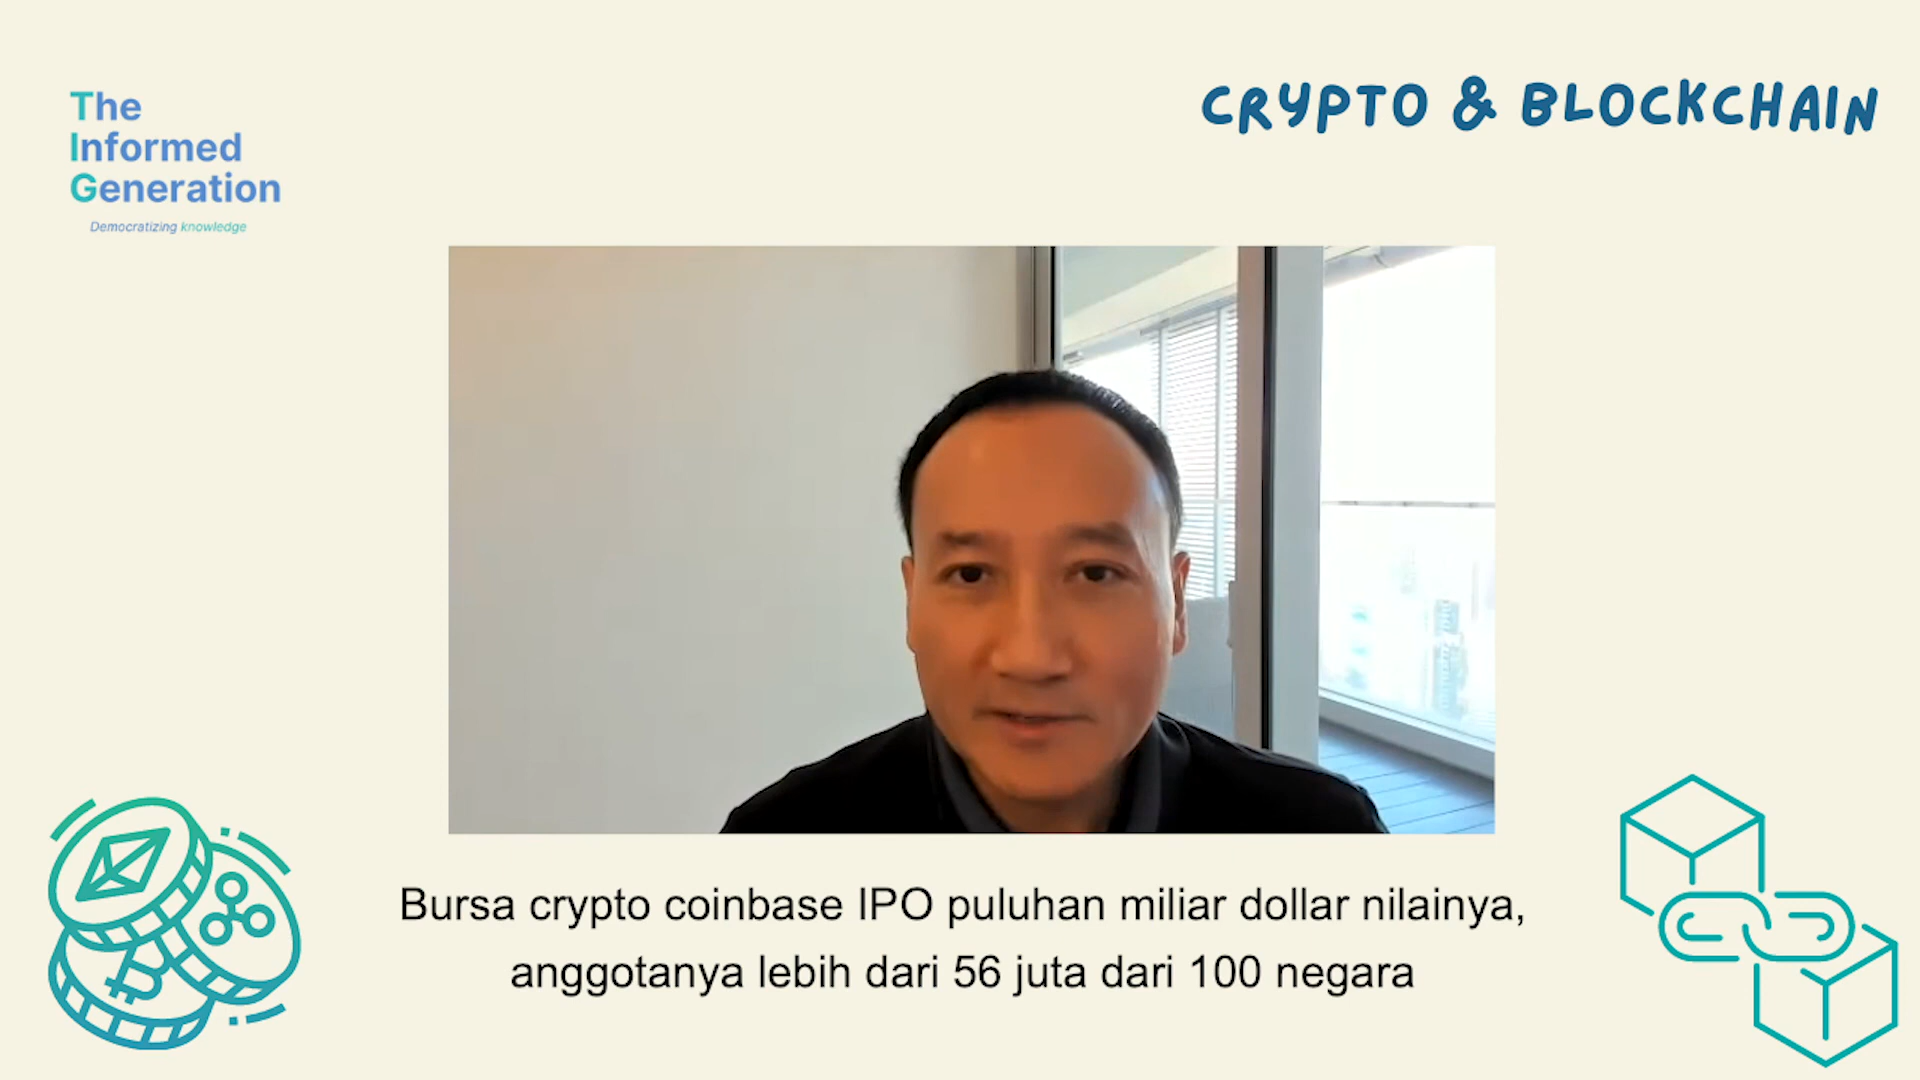 The
Informed
Generation
Democratizing knowledge
CRYPTO & BLOCKCHAIN
Bursa crypto coinbase IPO puluhan miliar dollar nilainya,
anggotanya lebih dari 56 juta dari 100 negara